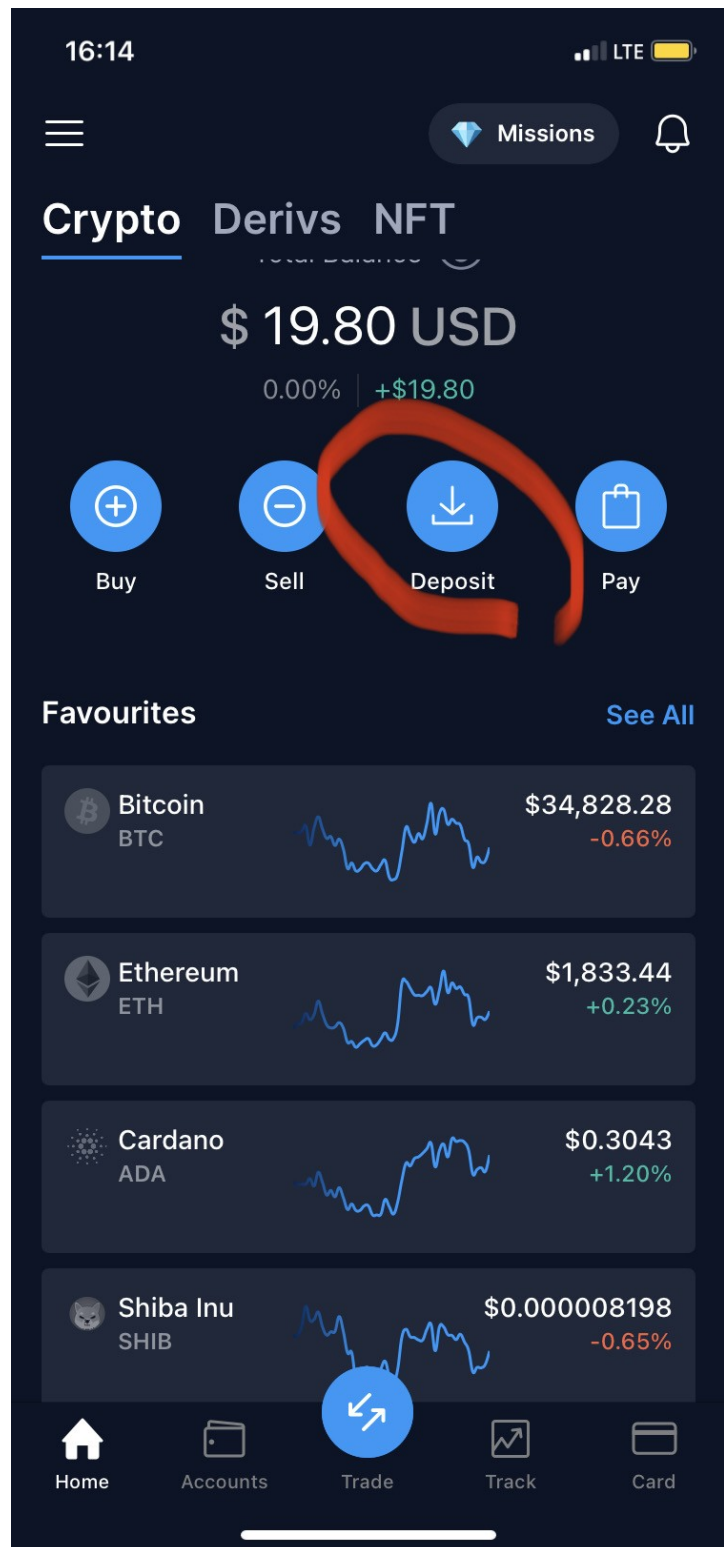 16:14 LTE
Missions
Crypto Derivs NFT
Total Balance
$ 19.80 USD
0.00% +$19.80
Buy Sell Deposit Pay
Favourites See All
Bitcoin $34,828.28
BTC -0.66%
Ethereum $1,833.44
ETH +0.23%
Cardano $0.3043
ADA +1.20%
Shiba Inu $0.000008198
SHIB -0.65%
Home Accounts Trade Track Card